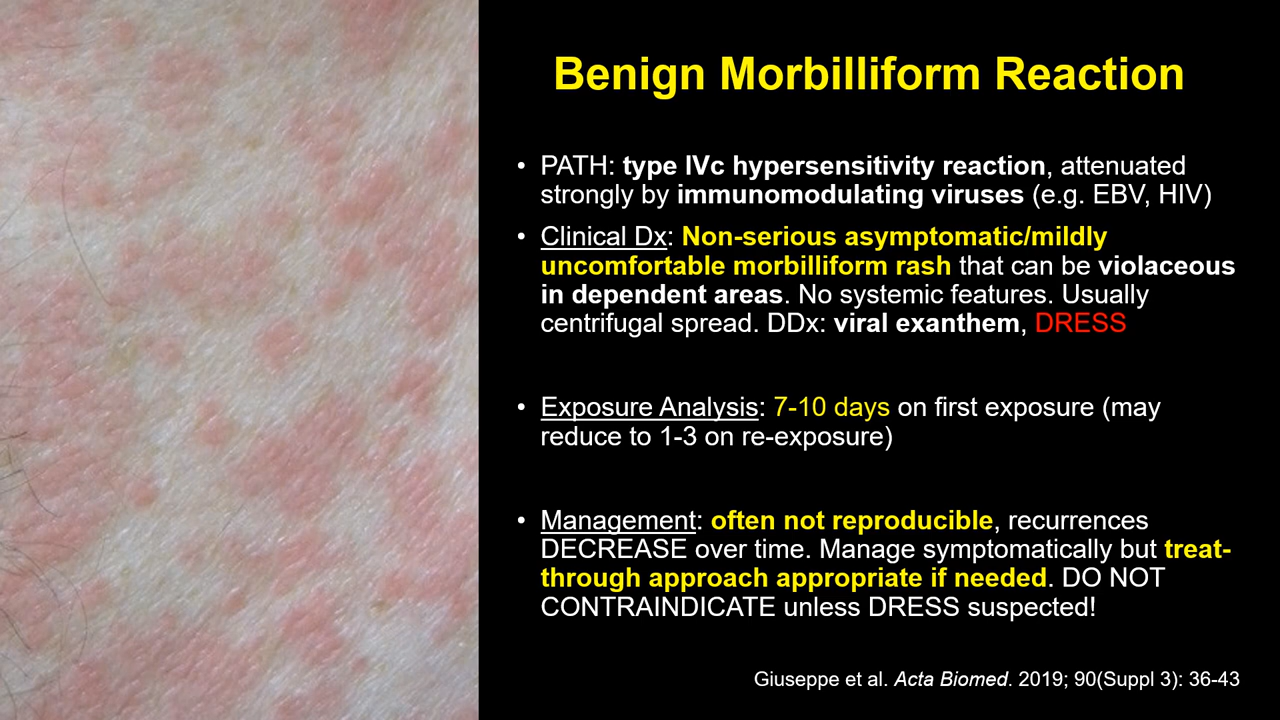 Benign Morbilliform Reaction
• PATH: type IVc hypersensitivity reaction, attenuated
strongly by immunomodulating viruses (e.g. EBV, HIV)
• Clinical Dx: Non-serious asymptomatic/mildly
uncomfortable morbilliform rash that can be violaceous
in dependent areas. No systemic features. Usually
centrifugal spread. DDx: viral exanthem, DRESS
• Exposure Analysis: 7-10 days on first exposure (may
reduce to 1-3 on re-exposure)
• Management: often not reproducible, recurrences
DECREASE over time. Manage symptomatically but treat-
through approach appropriate if needed. DO NOT
CONTRAINDICATE unless DRESS suspected!
Giuseppe et al. Acta Biomed. 2019; 90(Suppl 3): 36-43